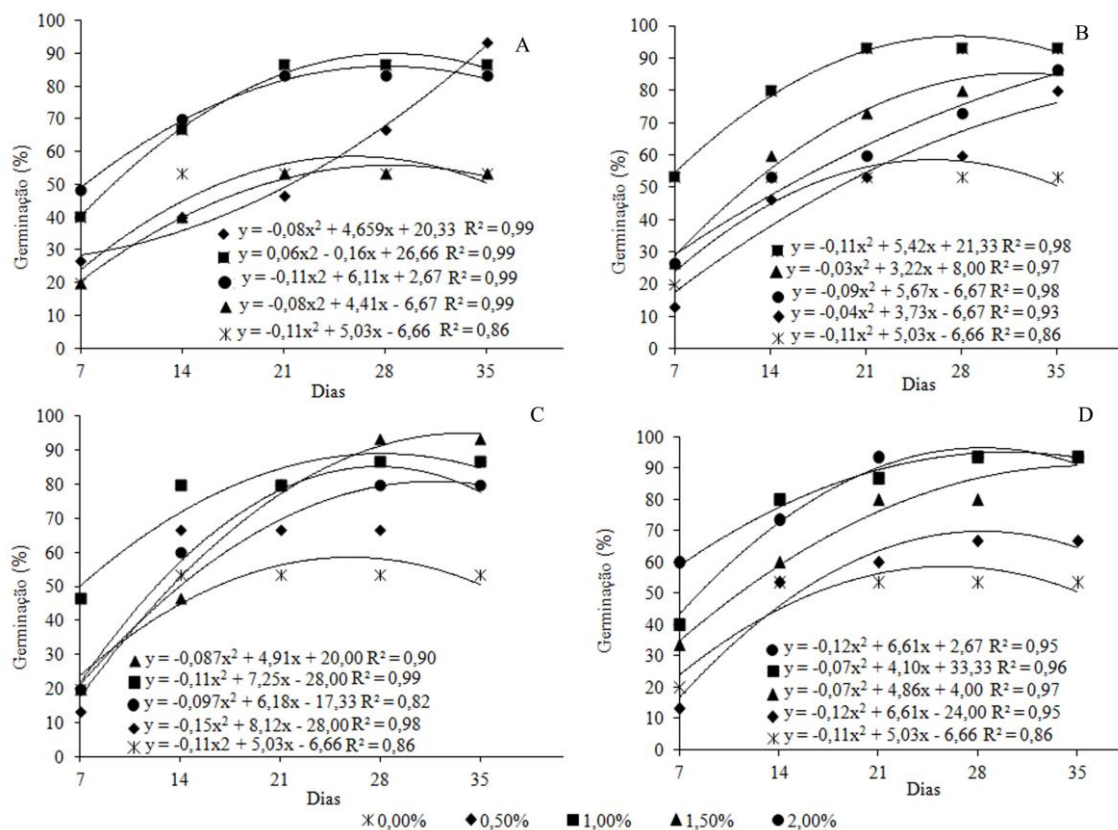 A
Germinação (%)
100
90
80
70
60
50
40
30
20
10
0
y = -0,08x² + 4,659x + 20,33 R² = 0,99
y = 0,06x2 - 0,16x + 26,66 R² = 0,99
y = -0,11x2 + 6,11x + 2,67 R² = 0,99
y = -0,08x2 + 4,41x - 6,67 R² = 0,99
y = -0,11x² + 5,03x - 6,66 R² = 0,86
7 14 21 28 35
Dias
B
Germinação (%)
100
90
80
70
60
50
40
30
20
10
0
y = -0,11x² + 5,42x + 21,33 R² = 0,98
y = -0,03x² + 3,22x + 8,00 R² = 0,97
y = -0,09x² + 5,67x - 6,67 R² = 0,98
y = -0,04x² + 3,73x - 6,67 R² = 0,93
y = -0,11x² + 5,03x - 6,66 R² = 0,86
7 14 21 28 35
Dias
C
Germinação (%)
100
90
80
70
60
50
40
30
20
10
0
y = -0,087x² + 4,91x + 20,00 R² = 0,90
y = -0,11x² + 7,25x - 28,00 R² = 0,99
y = -0,097x² + 6,18x - 17,33 R² = 0,82
y = -0,15x² + 8,12x - 28,00 R² = 0,98
y = -0,11x2 + 5,03x - 6,66 R² = 0,86
7 14 21 28 35
Dias
D
Germinação (%)
100
90
80
70
60
50
40
30
20
10
0
y = -0,12x² + 6,61x + 2,67 R² = 0,95
y = -0,07x² + 4,10x + 33,33 R² = 0,96
y = -0,07x² + 4,86x + 4,00 R² = 0,97
y = -0,12x² + 6,61x - 24,00 R² = 0,95
y = -0,11x² + 5,03x - 6,66 R² = 0,86
7 14 21 28 35
Dias
0,00% 0,50% 1,00% 1,50% 2,00%